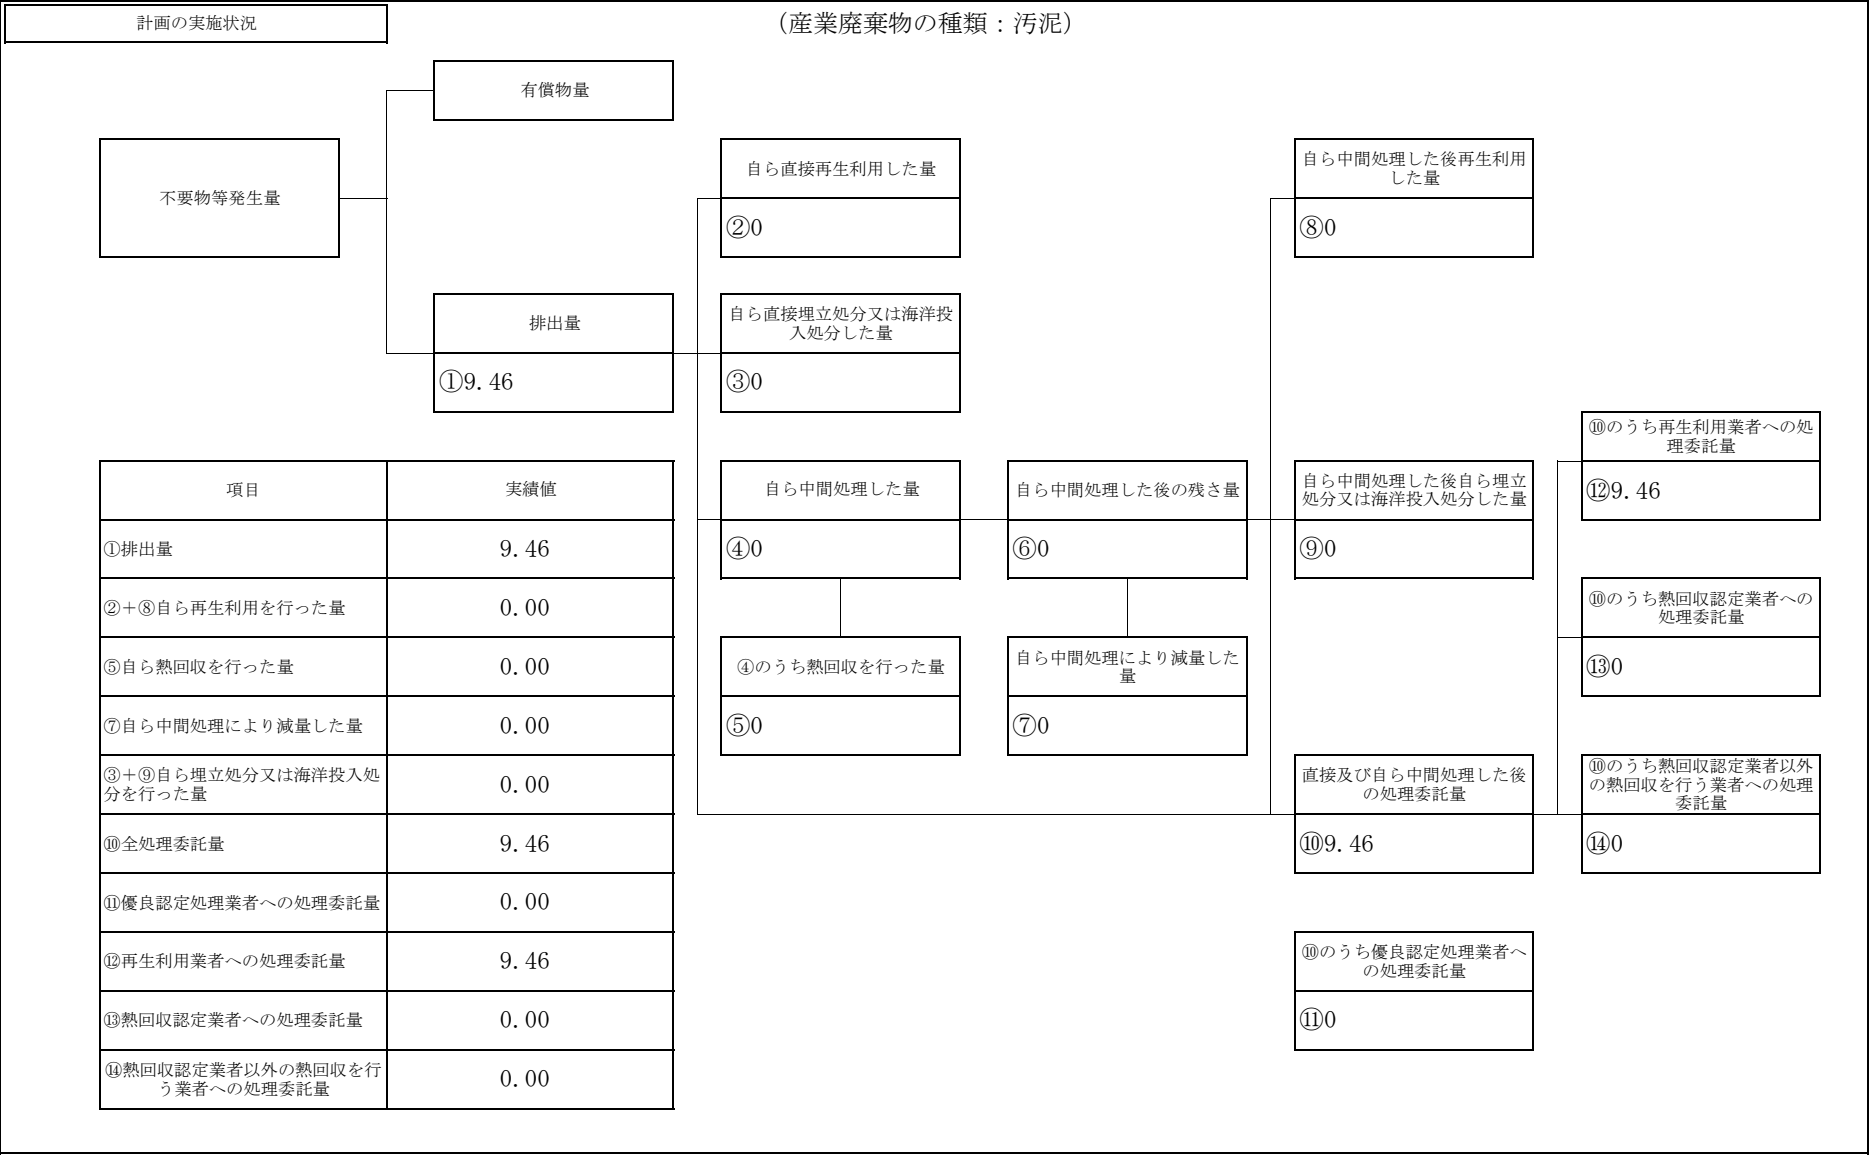 計画の実施状況
（産業廃棄物の種類：汚泥）
有償物量
不要物等発生量
自ら直接再生利用した量
②0
自ら中間処理した後再生利用
した量
⑧0
排出量
①9.46
自ら直接埋立処分又は海洋投
入処分した量
③0
⑩のうち再生利用業者への処
理委託量
⑫9.46
自ら中間処理した量
④0
自ら中間処理した後の残さ量
⑥0
自ら中間処理した後自ら埋立
処分又は海洋投入処分した量
⑨0
⑩のうち熱回収認定業者への
処理委託量
⑬0
④のうち熱回収を行った量
⑤0
自ら中間処理により減量した
量
⑦0
直接及び自ら中間処理した後
の処理委託量
⑩9.46
⑩のうち熱回収認定業者以外
の熱回収を行う業者への処理
委託量
⑭0
⑩のうち優良認定処理業者へ
の処理委託量
⑪0
項目 実績値
①排出量 9.46
②＋⑧自ら再生利用を行った量 0.00
⑤自ら熱回収を行った量 0.00
⑦自ら中間処理により減量した量 0.00
③＋⑨自ら埋立処分又は海洋投入処
分を行った量 0.00
⑩全処理委託量 9.46
⑪優良認定処理業者への処理委託量 0.00
⑫再生利用業者への処理委託量 9.46
⑬熱回収認定業者への処理委託量 0.00
⑭熱回収認定業者以外の熱回収を行
う業者への処理委託量 0.00